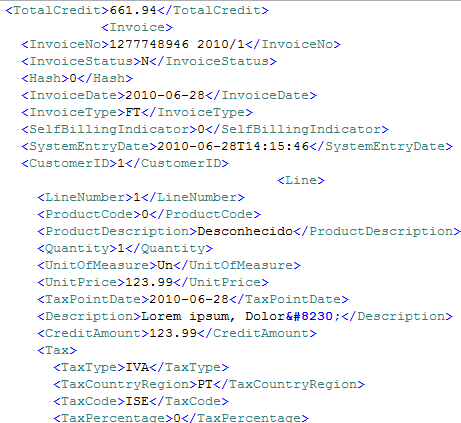 <TotalCredit>661.94</TotalCredit>
<Invoice>
<InvoiceNo>1277748946 2010/1</InvoiceNo>
<InvoiceStatus>N</InvoiceStatus>
<Hash>0</Hash>
<InvoiceDate>2010-06-28</InvoiceDate>
<InvoiceType>FT</InvoiceType>
<SelfBillingIndicator>0</SelfBillingIndicator>
<SystemEntryDate>2010-06-28T14:15:46</SystemEntryDate>
<CustomerID>1</CustomerID>
<Line>
<LineNumber>1</LineNumber>
<ProductCode>0</ProductCode>
<ProductDescription>Desconhecido</ProductDescription>
<Quantity>1</Quantity>
<UnitOfMeasure>Un</UnitOfMeasure>
<UnitPrice>123.99</UnitPrice>
<TaxPointDate>2010-06-28</TaxPointDate>
<Description>Lorem ipsum, Dolor&#8230;</Description>
<CreditAmount>123.99</CreditAmount>
<Tax>
<TaxType>IVA</TaxType>
<TaxCountryRegion>PT</TaxCountryRegion>
<TaxCode>ISE</TaxCode>
<TaxPercentage>0</TaxPercentage>